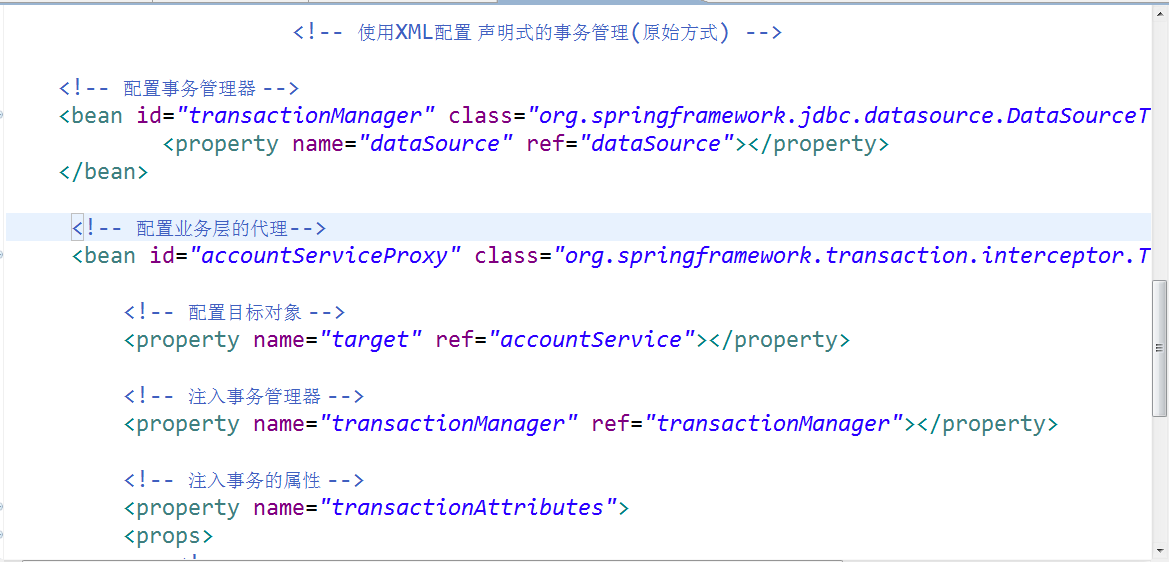 <!-- 使用XML配置 声明式的事务管理(原始方式) -->
<!-- 配置事务管理器 -->
<bean id="transactionManager" class="org.springframework.jdbc.datasource.DataSourceT
<property name="dataSource" ref="dataSource"></property>
</bean>
<!-- 配置业务层的代理-->
<bean id="accountServiceProxy" class="org.springframework.transaction.interceptor.T
<!-- 配置目标对象 -->
<property name="target" ref="accountService"></property>
<!-- 注入事务管理器 -->
<property name="transactionManager" ref="transactionManager"></property>
<!-- 注入事务的属性 -->
<property name="transactionAttributes">
<props>